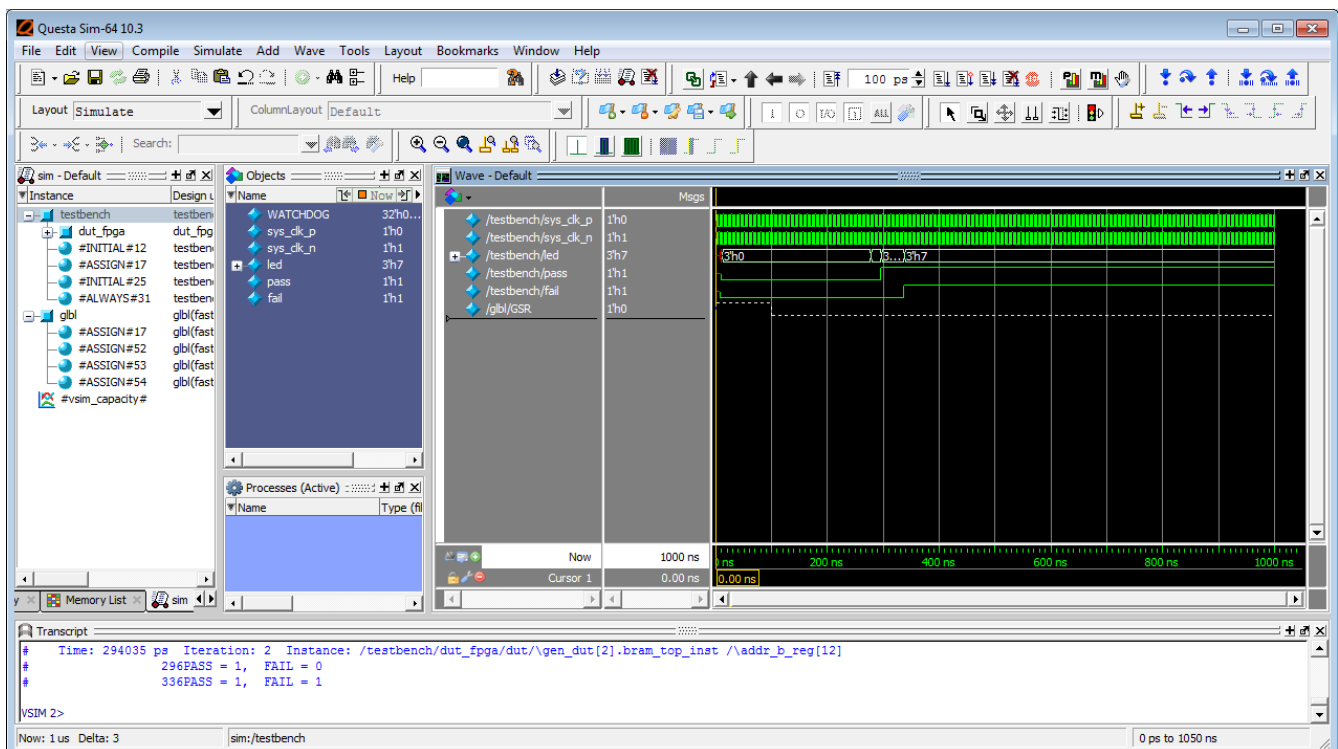 Questa Sim-64 10.3
File Edit View Compile Simulate Add Wave Tools Layout Bookmarks Window Help
Help
100 ps
Layout Simulate
ColumnLayout Default
ALL
Search:
sim - Default
Instance Design u
testbench testben
dut_fpga dut_fpg
#INITIAL#12 testben
#ASSIGN#17 testben
#INITIAL#25 testben
#ALWAYS#31 testben
glbl glbl(fast
#ASSIGN#17 glbl(fast
#ASSIGN#52 glbl(fast
#ASSIGN#53 glbl(fast
#ASSIGN#54 glbl(fast
#vsim_capacity#
y Memory List sim
Objects
Name Now
WATCHDOG 32'h0...
sys_clk_p 1'h0
sys_clk_n 1'h1
led 3'h7
pass 1'h1
fail 1'h1
Processes (Active)
Name Type (fil
Wave - Default
Msgs
/testbench/sys_clk_p 1'h0
/testbench/sys_clk_n 1'h1
/testbench/led 3'h7 3'h0 3... 3'h7
/testbench/pass 1'h1
/testbench/fail 1'h1
/glbl/GSR 1'h0
Now 1000 ns ns 200 ns 400 ns 600 ns 800 ns 1000 ns
Cursor 1 0.00 ns 0.00 ns
Transcript
# Time: 294035 ps Iteration: 2 Instance: /testbench/dut_fpga/dut/\gen_dut[2].bram_top_inst /\addr_b_reg[12]
# 296PASS = 1, FAIL = 0
# 336PASS = 1, FAIL = 1
VSIM 2>
Now: 1 us Delta: 3 sim:/testbench 0 ps to 1050 ns